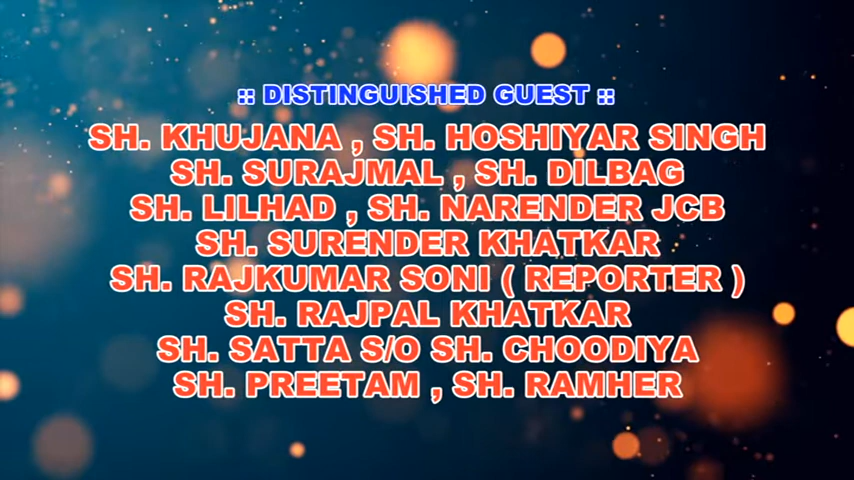 :: DISTINGUISHED GUEST ::
SH. KHUJANA , SH. HOSHIYAR SINGH
SH. SURAJMAL , SH. DILBAG
SH. LILHAD , SH. NARENDER JCB
SH. SURENDER KHATKAR
SH. RAJKUMAR SONI ( REPORTER )
SH. RAJPAL KHATKAR
SH. SATTA S/O SH. CHOODIYA
SH. PREETAM , SH. RAMHER